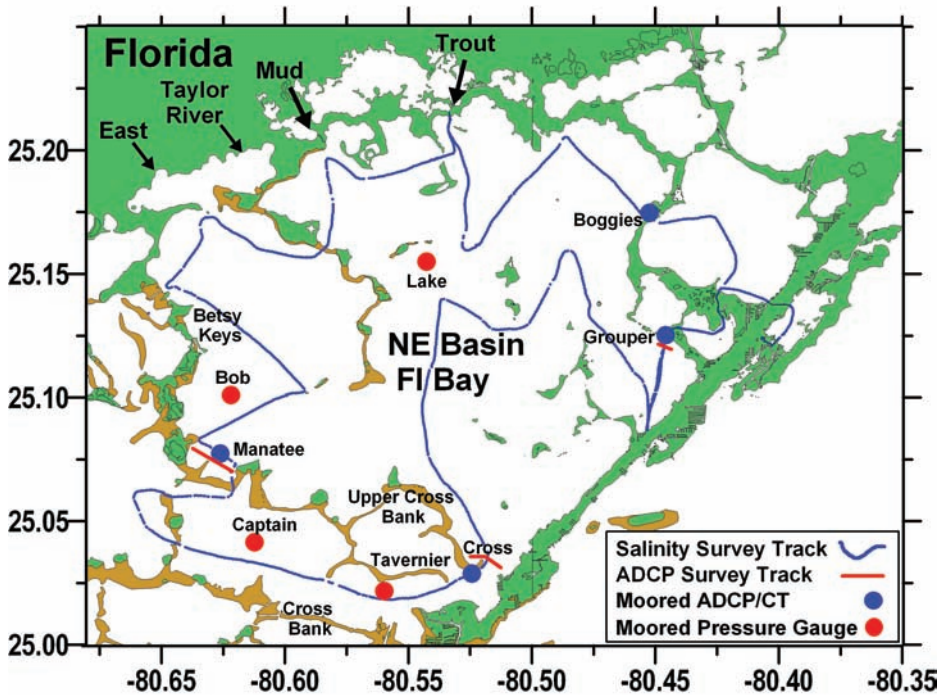 Florida
Trout
Mud
Taylor
River
East
25.20
Boggies
25.15
Lake
Betsy
Keys
Grouper
NE Basin
Fl Bay
Bob
25.10
Manatee
Upper Cross
Bank
25.05
Captain
Cross
Tavernier
Cross
Bank
Salinity Survey Track
ADCP Survey Track
Moored ADCP/CT
Moored Pressure Gauge
25.00
-80.65
-80.60
-80.55
-80.50
-80.45
-80.40
-80.35